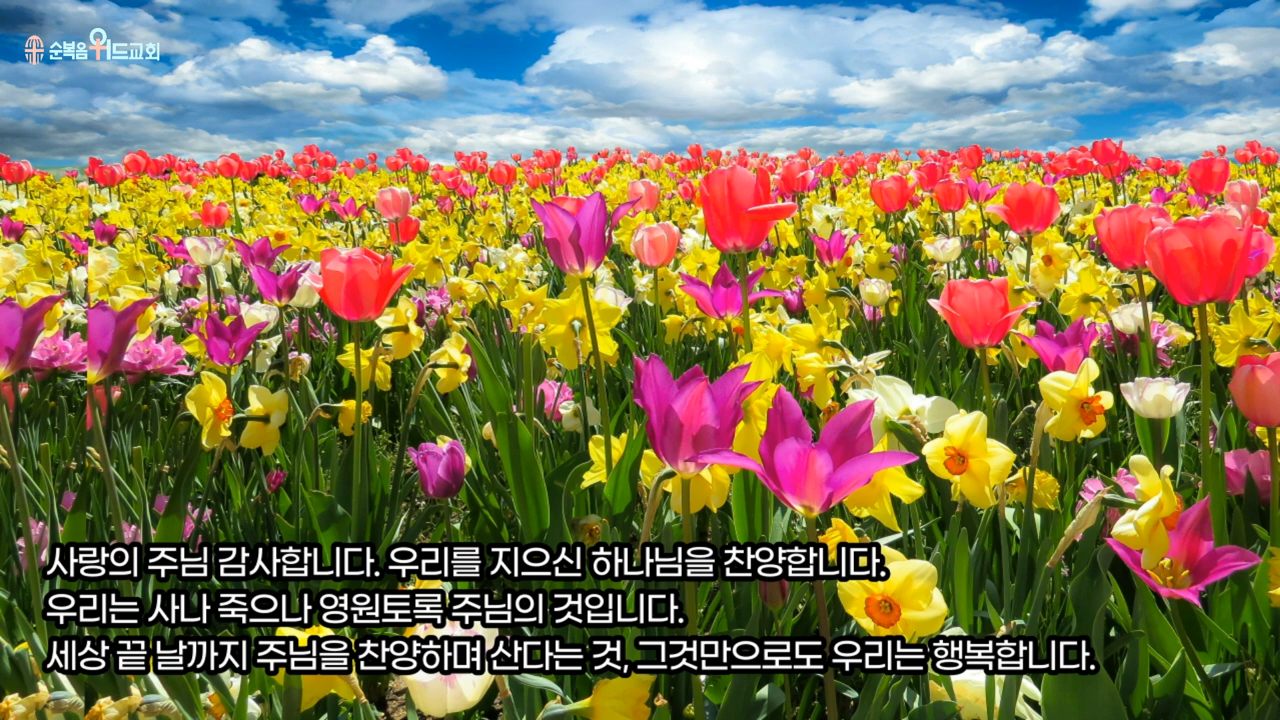 순복음위드교회
사랑의 주님 감사합니다. 우리를 지으신 하나님을 찬양합니다.
우리는 사나 죽으나 영원토록 주님의 것입니다.
세상 끝 날까지 주님을 찬양하며 산다는 것, 그것만으로도 우리는 행복합니다.